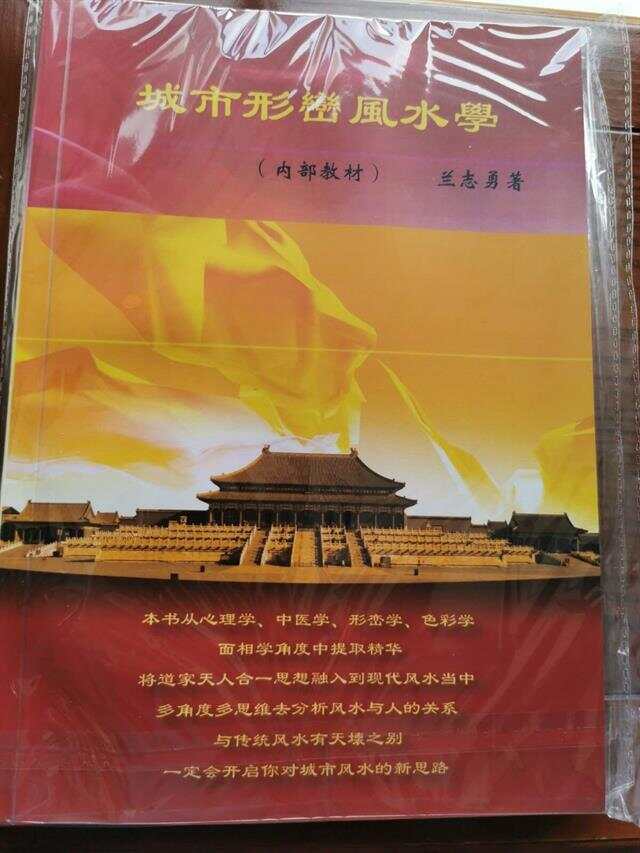 城市形巒風水學
（内部教材） 兰志勇著
本书从心理学、中医学、形峦学、色彩学
面相学角度中提取精华
将道家天人合一思想融入到现代风水当中
多角度多思维去分析风水与人的关系
与传统风水有天壤之别
一定会开启你对城市风水的新思路